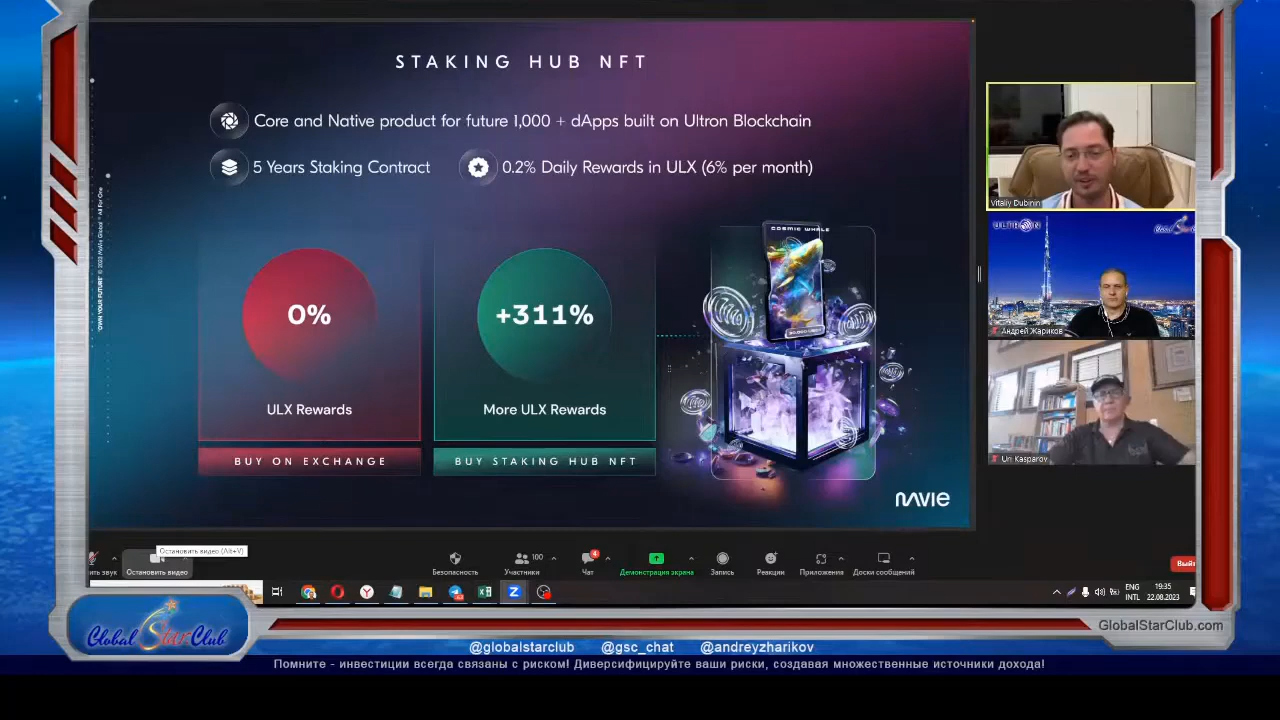 STAKING HUB NFT
Core and Native product for future 1,000 + dApps built on Ultron Blockchain
5 Years Staking Contract
0.2% Daily Rewards in ULX (6% per month)
0%
ULX Rewards
BUY ON EXCHANGE
+311%
More ULX Rewards
BUY STAKING HUB NFT
COSMIC WHALE
MAVIE
Vitaliy Dubinin
ULTRON
Андрей Жариков
Uri Kasparov
Остановить видео (Alt+V)
Остановить видео
Безопасность
100
Участники
4
Чат
Демонстрация экрана
Запись
Реакции
Приложения
Доски сообщений
ENG
INTL
19:35
22.08.2023
Global Star Club
GlobalStarClub.com
@globalstarclub @gsc_chat @andreyzharikov
Помните - инвестиции всегда связаны с риском! Диверсифицируйте ваши риски, создавая множественные источники дохода!